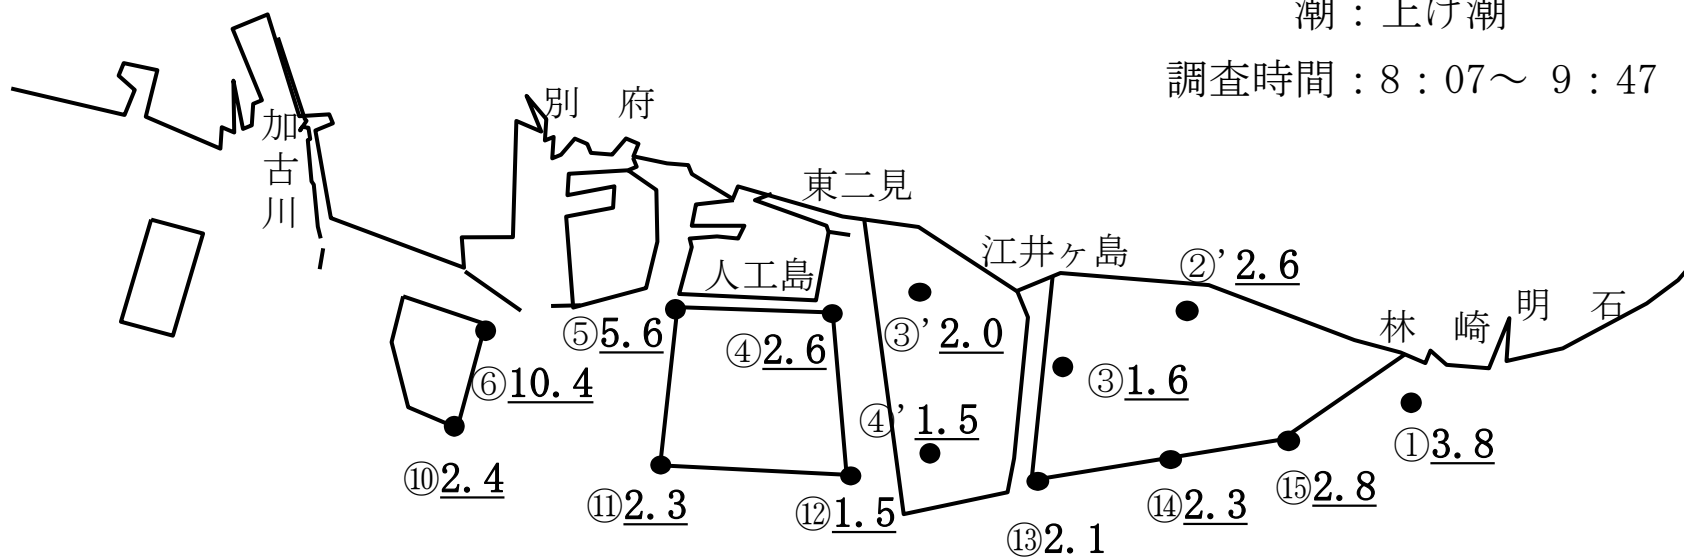 潮：上げ潮
調査時間：8：07～ 9：47
別 府
加古川
東二見
江井ヶ島
②' 2.6
人工島
明 石
林 崎
⑤5.6
④2.6
③' 2.0
⑥10.4
③1.6
④' 1.5
①3.8
⑩2.4
⑪2.3
⑫1.5
⑬2.1
⑭2.3
⑮2.8